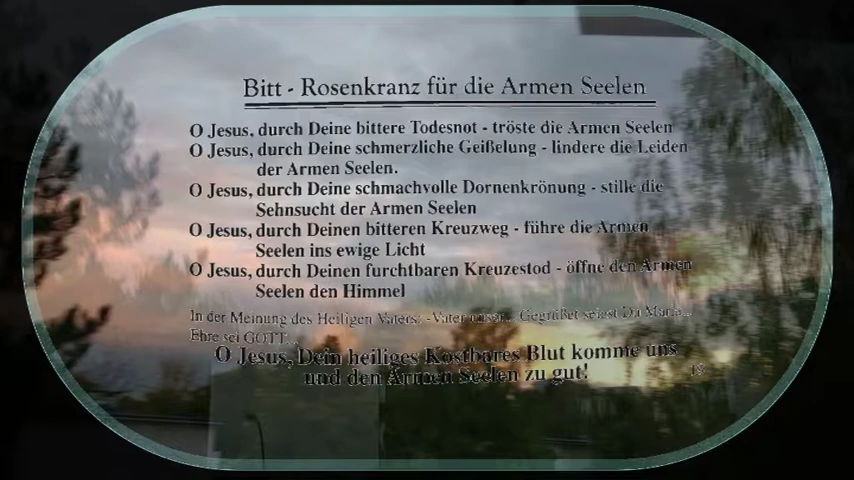 Bitt - Rosenkranz für die Armen Seelen
O Jesus, durch Deine bittere Todesnot - tröste die Armen Seelen
O Jesus, durch Deine schmerzliche Geißelung - lindere die Leiden
der Armen Seelen.
O Jesus, durch Deine schmachvolle Dornenkrönung - stille die
Sehnsucht der Armen Seelen
O Jesus, durch Deinen bitteren Kreuzweg - führe die Armen
Seelen ins ewige Licht
O Jesus, durch Deinen furchtbaren Kreuzestod - öffne den Armen
Seelen den Himmel
In der Meinung des Heiligen Vaters: -Vater unser... Gegrüßet seiest Du Maria...
Ehre sei GOTT...
O Jesus, Dein heiliges Kostbares Blut komme uns
und den Armen Seelen zu gut!